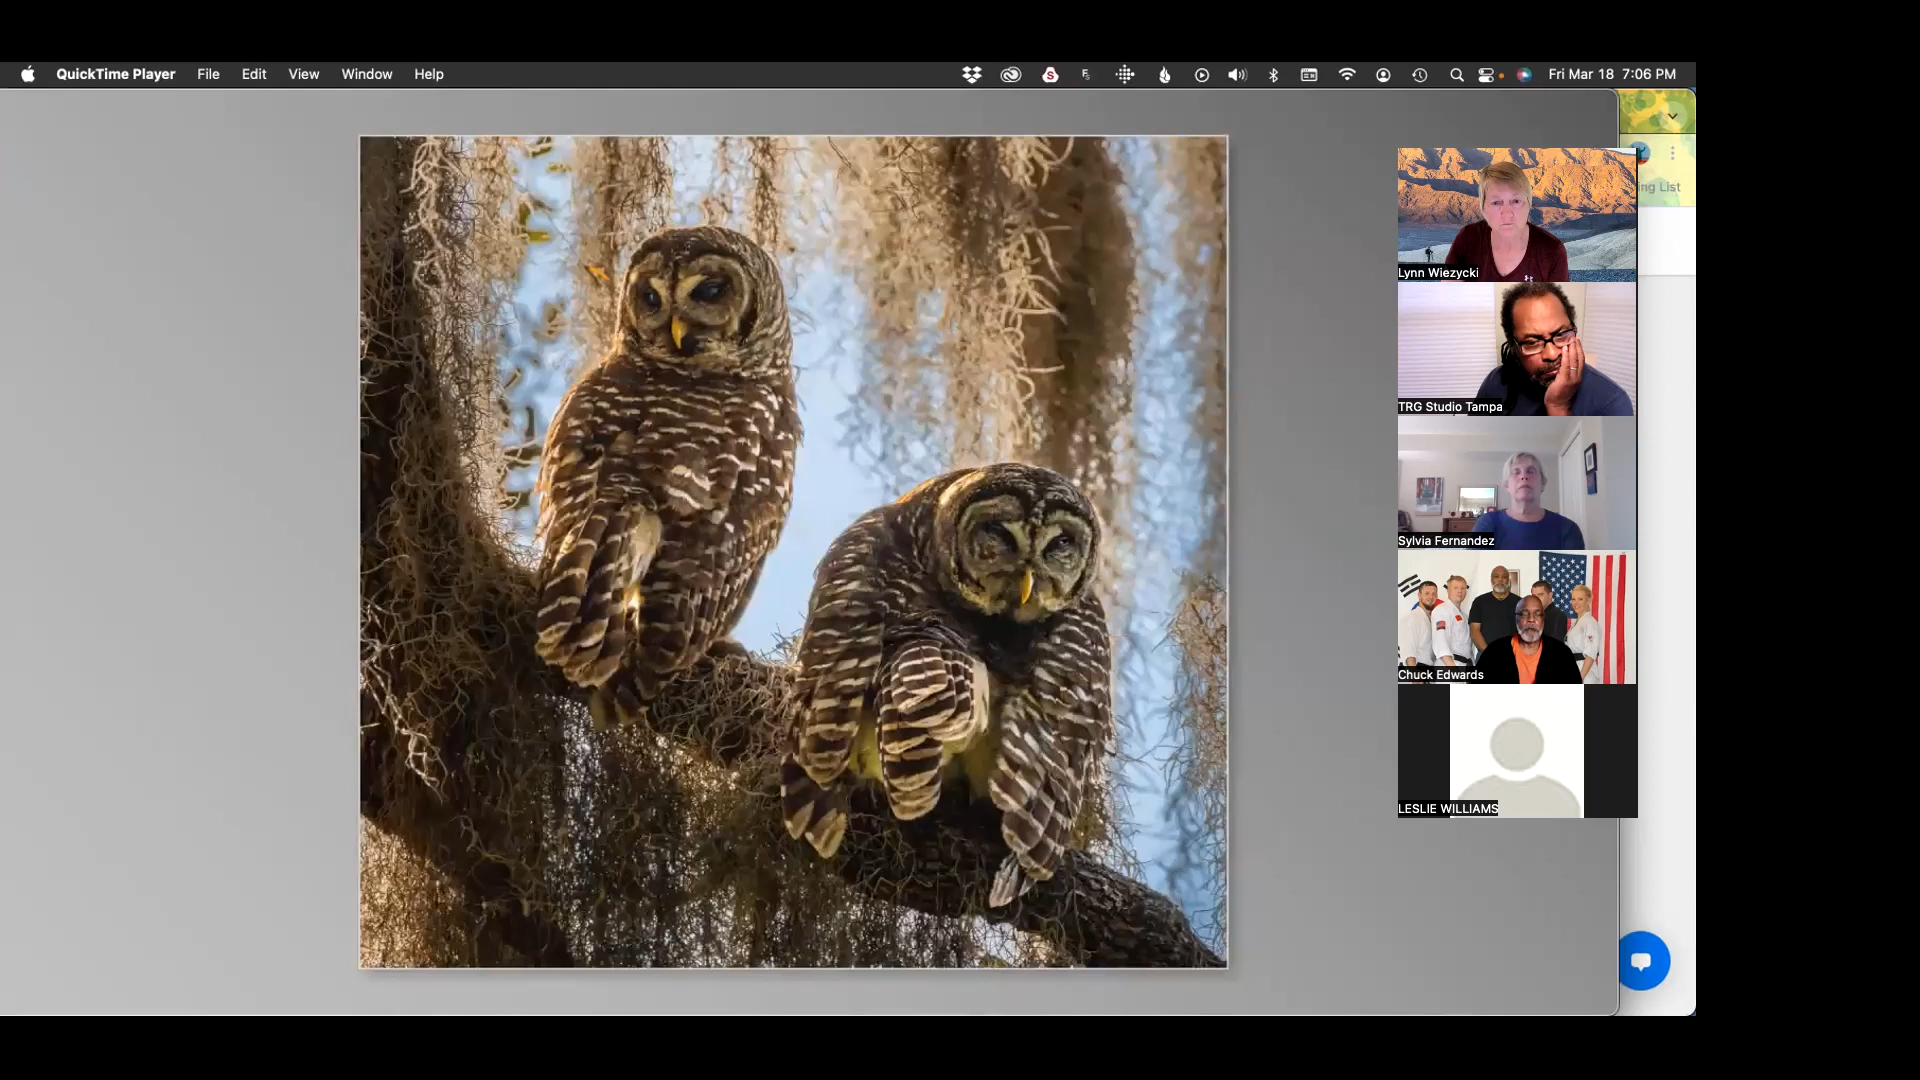 QuickTime Player File Edit View Window Help Fri Mar 18 7:06 PM
ing List
Lynn Wiezycki
TRG Studio Tampa
Sylvia Fernandez
Chuck Edwards
LESLIE WILLIAMS